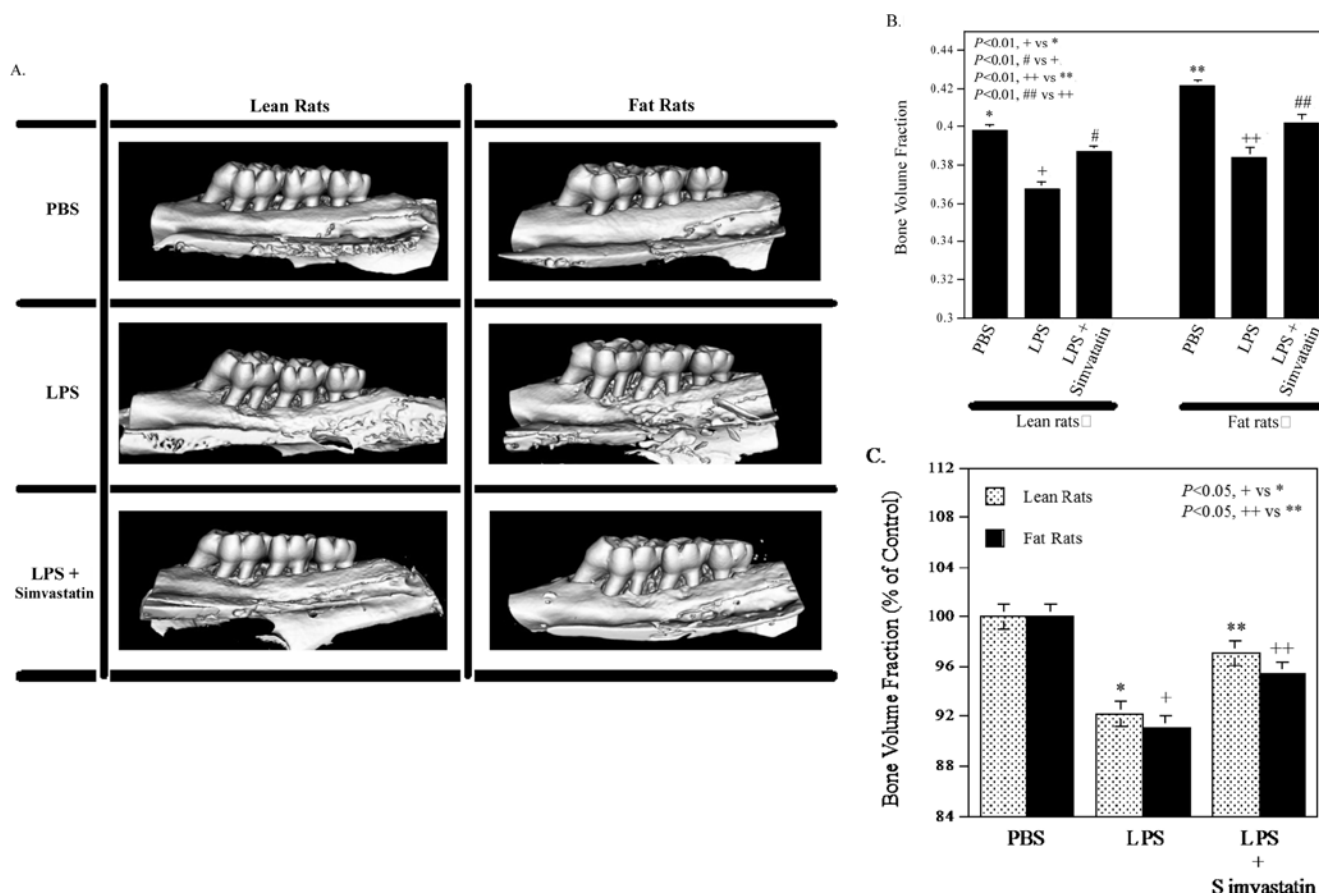 A.
Lean Rats
Fat Rats
PBS
LPS
LPS +
Simvastatin
B.
P<0.01, + vs *
P<0.01, # vs +
P<0.01, ++ vs **
P<0.01, ## vs ++
Bone Volume Fraction
0.44
0.42
0.4
0.38
0.36
0.34
0.32
0.3
*
+
#
**
++
##
PBS
LPS
LPS +
Simvatatin
PBS
LPS
LPS +
Simvatatin
Lean rats□
Fat rats□
C.
Bone Volume Fraction (% of Control)
112
108
104
100
96
92
88
84
Lean Rats
Fat Rats
P<0.05, + vs *
P<0.05, ++ vs **
*
+
**
++
PBS
LPS
LPS
+
Simvastatin